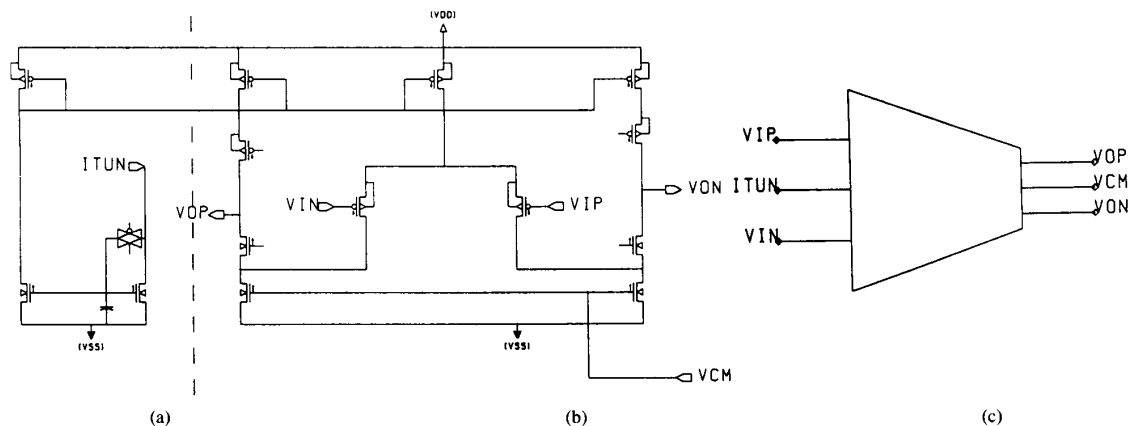 (VDD)
ITUN
VOP
VIN
VIP
VON
(VSS)
(VSS)
VCM
VIP
ITUN
VIN
VOP
VCM
VON
(a)
(b)
(c)